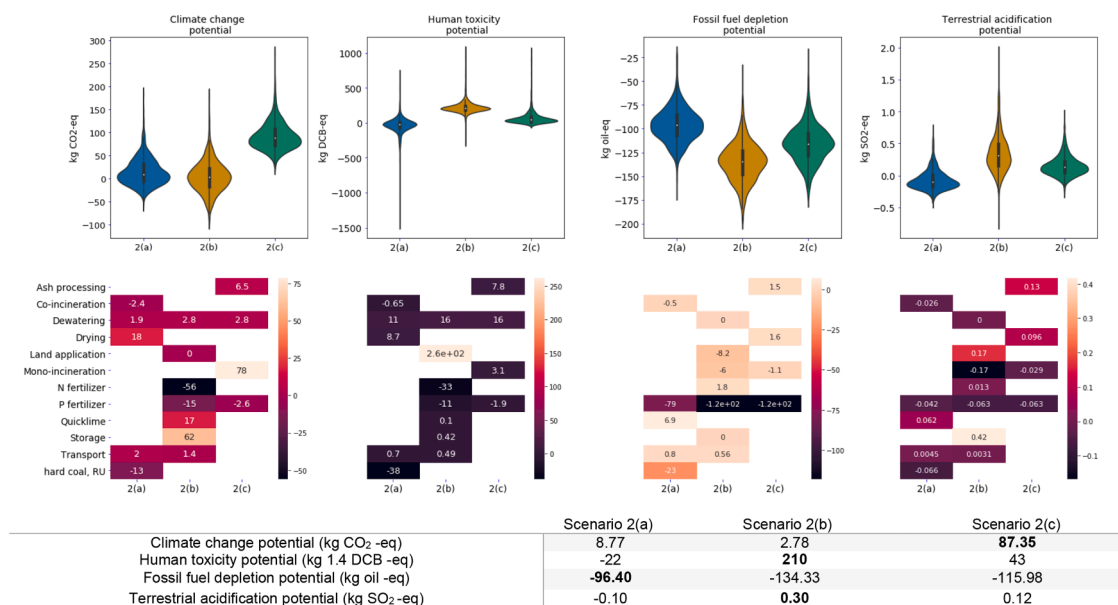 Climate change
potential
Human toxicity
potential
Fossil fuel depletion
potential
Terrestrial acidification
potential
kg CO2-eq
300
250
200
150
100
50
0
−50
−100
2(a) 2(b) 2(c)
kg DCB-eq
1000
500
0
−500
−1000
−1500
2(a) 2(b) 2(c)
kg oil-eq
−25
−50
−75
−100
−125
−150
−175
−200
2(a) 2(b) 2(c)
kg SO2-eq
2.0
1.5
1.0
0.5
0.0
−0.5
2(a) 2(b) 2(c)
Ash processing 6.5 7.8 1.5 0.13
Co-incineration -2.4 -0.65 -0.5 -0.026
Dewatering 1.9 2.8 2.8 11 16 16 0 0
Drying 18 8.7 1.6 0.096
Land application 0 2.6e+02 -8.2 0.17
Mono-incineration 78 3.1 -6 -1.1 -0.17 -0.029
N fertilizer -56 -33 1.8 0.013
P fertilizer -15 -2.6 -11 -1.9 -79 -1.2e+02 -1.2e+02 -0.042 -0.063 -0.063
Quicklime 17 0.1 6.9 0.062
Storage 62 0.42 0 0.42
Transport 2 1.4 0.7 0.49 0.8 0.56 0.0045 0.0031
hard coal, RU -13 -38 -23 -0.066
2(a) 2(b) 2(c)
2(a) 2(b) 2(c)
2(a) 2(b) 2(c)
2(a) 2(b) 2(c)
75
50
25
0
−25
−50
250
200
150
100
50
0
0
−30
−60
−90
0.4
0.3
0.2
0.1
0.0
−0.1
Scenario 2(a) Scenario 2(b) Scenario 2(c)
Climate change potential (kg CO2 -eq) 8.77 2.78 87.35
Human toxicity potential (kg 1.4 DCB -eq) -22 210 43
Fossil fuel depletion potential (kg oil -eq) -96.40 -134.33 -115.98
Terrestrial acidification potential (kg SO2 -eq) -0.10 0.30 0.12